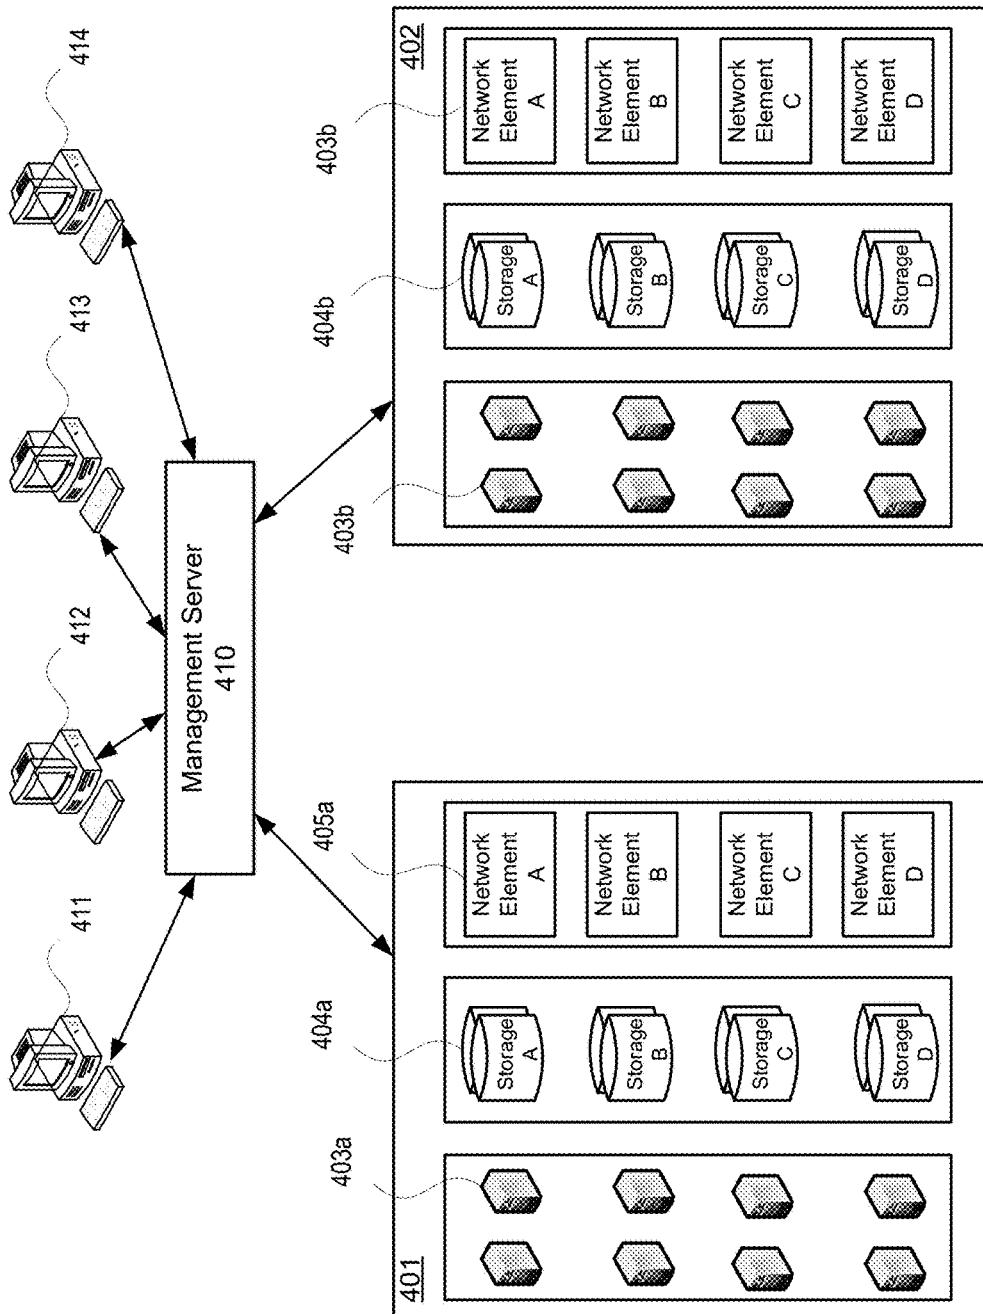 411
412
413
414
Management Server
410
401
403a
404a
405a
Storage
A
Storage
B
Storage
C
Storage
D
Network
Element
A
Network
Element
B
Network
Element
C
Network
Element
D
402
403b
404b
403b
Storage
A
Storage
B
Storage
C
Storage
D
Network
Element
A
Network
Element
B
Network
Element
C
Network
Element
D